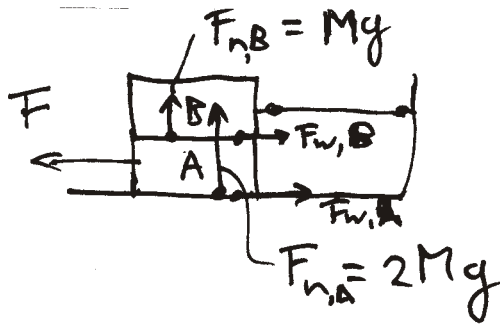 F_{n,B} = Mg
F
B
F_{w,B}
A
F_{w,A}
F_{n,A} = 2Mg